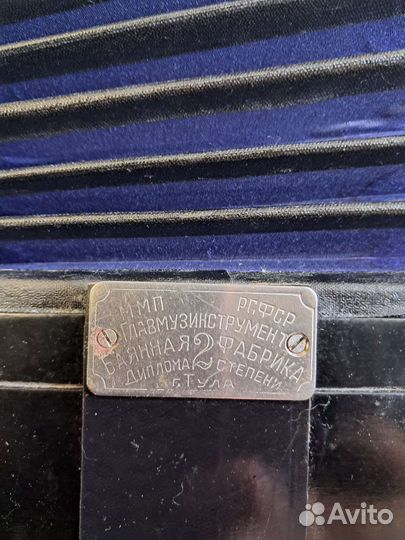 ММП РСФСР
ГЛАВМУЗИНСТРУМЕНТ
БАЯННАЯ 2 ФАБРИКА
ДИПЛОМА СТЕПЕНИ
г. ТУЛА
Avito